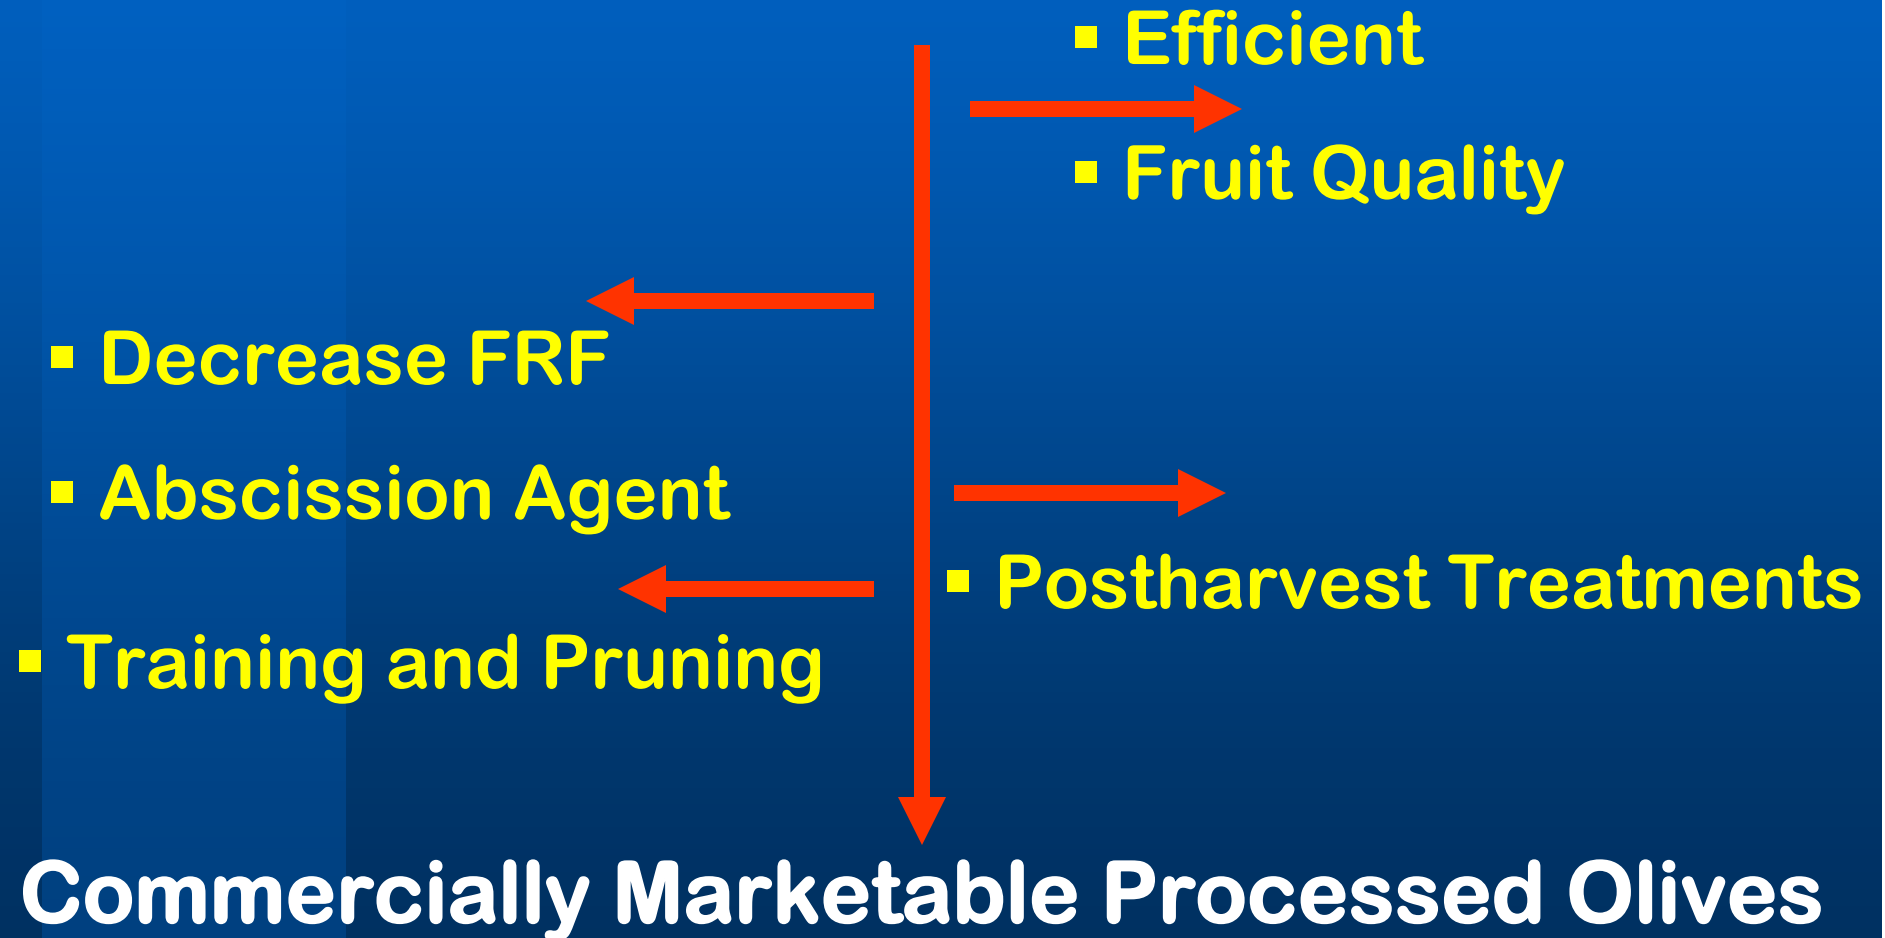 ▪ Efficient
▪ Fruit Quality
▪ Decrease FRF
▪ Abscission Agent
▪ Postharvest Treatments
▪ Training and Pruning
Commercially Marketable Processed Olives